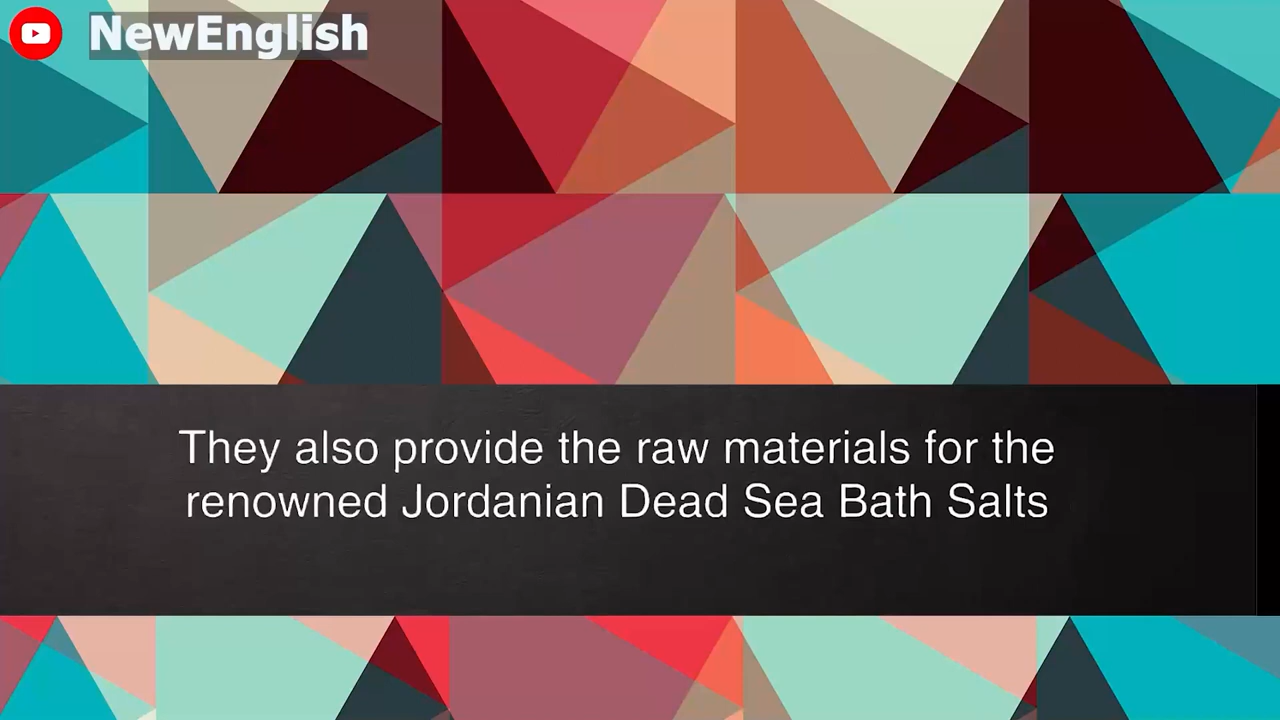 NewEnglish
They also provide the raw materials for the
renowned Jordanian Dead Sea Bath Salts